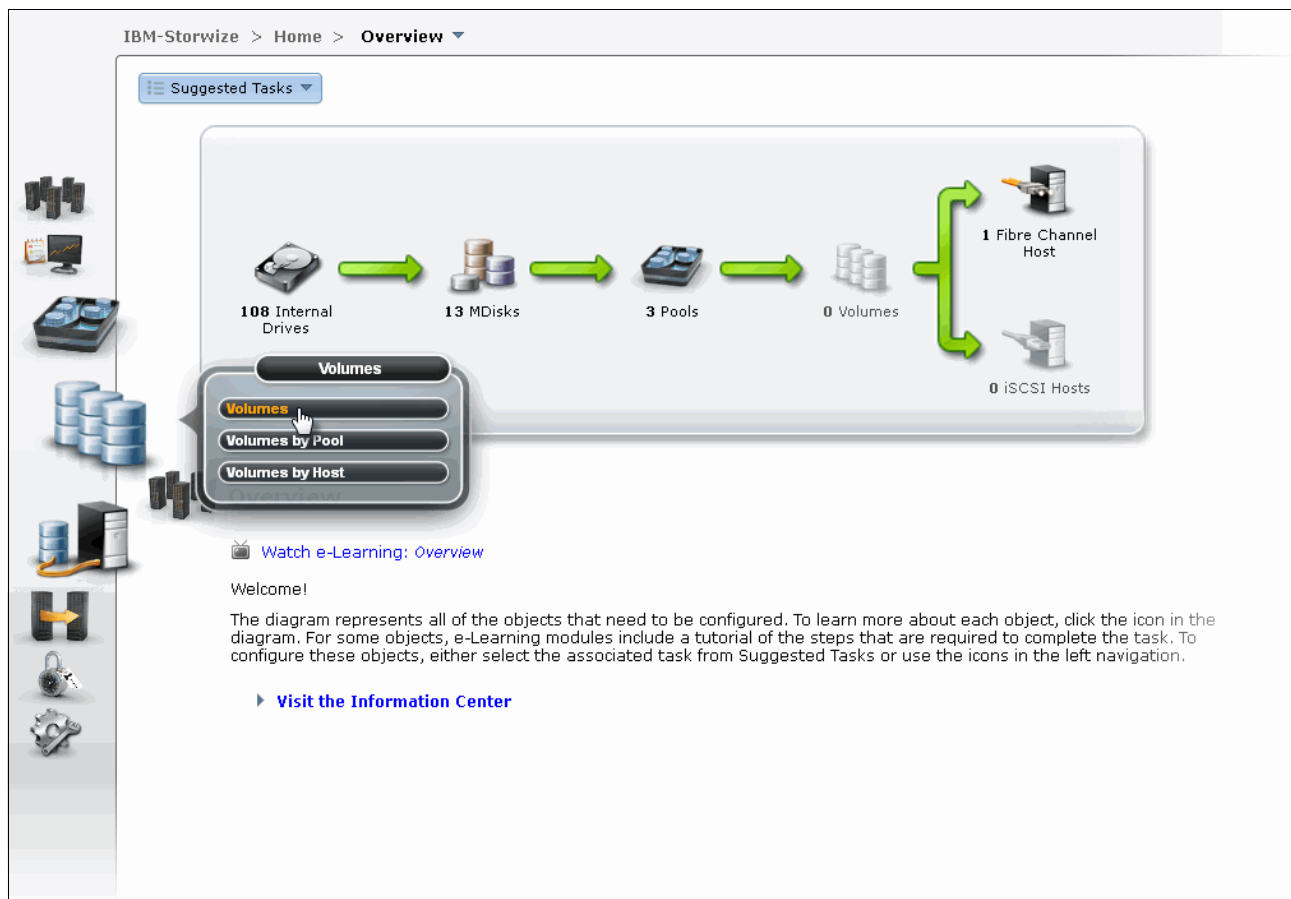 IBM-Storwize > Home > Overview
Suggested Tasks
108 Internal
Drives
13 MDisks
3 Pools
0 Volumes
1 Fibre Channel
Host
0 iSCSI Hosts
Volumes
Volumes
Volumes by Pool
Volumes by Host
Overview
Watch e-Learning: Overview
Welcome!
The diagram represents all of the objects that need to be configured. To learn more about each object, click the icon in the
diagram. For some objects, e-Learning modules include a tutorial of the steps that are required to complete the task. To
configure these objects, either select the associated task from Suggested Tasks or use the icons in the left navigation.
Visit the Information Center